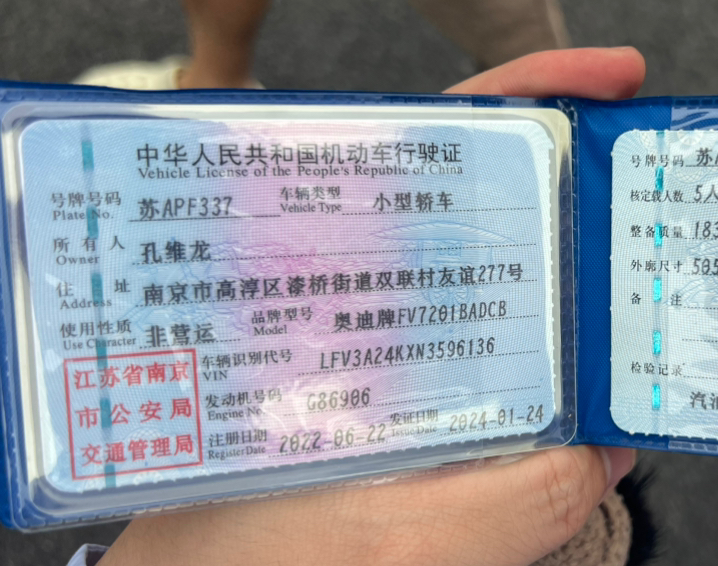 中华人民共和国机动车行驶证
Vehicle License of the People's Republic of China
号牌号码 苏APF337 车辆类型 小型轿车
Plate No. Vehicle Type
所有人 孔维龙
Owner
住址 南京市高淳区漆桥街道双联村友谊277号
Address
使用性质 非营运 品牌型号 奥迪牌FV7201BADCB
Use Character Model
车辆识别代号 LFV3A24KXN3596136
VIN
发动机号码 G86906
Engine No.
注册日期 2022-06-22 发证日期 2024-01-24
Register Date Issue Date
江苏省南京
市公安局
交通管理局
号牌号码 苏
核定载人数 5人
整备质量 183
外廓尺寸 505
备注
检验记录
汽油